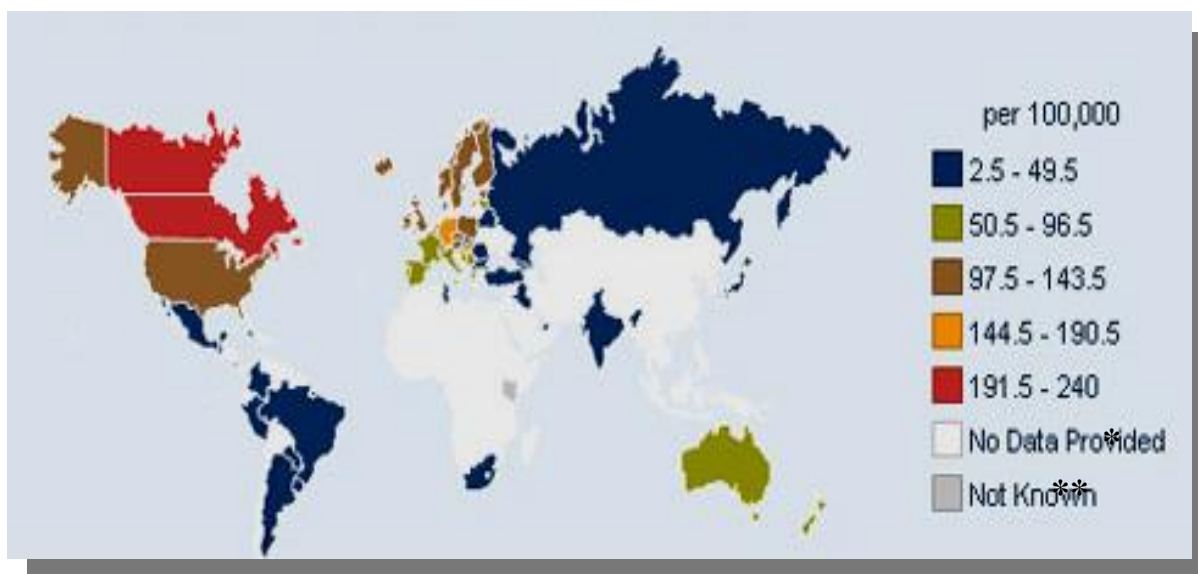 per 100,000
2.5 - 49.5
50.5 - 96.5
97.5 - 143.5
144.5 - 190.5
191.5 - 240
No Data Provided*
Not Known**